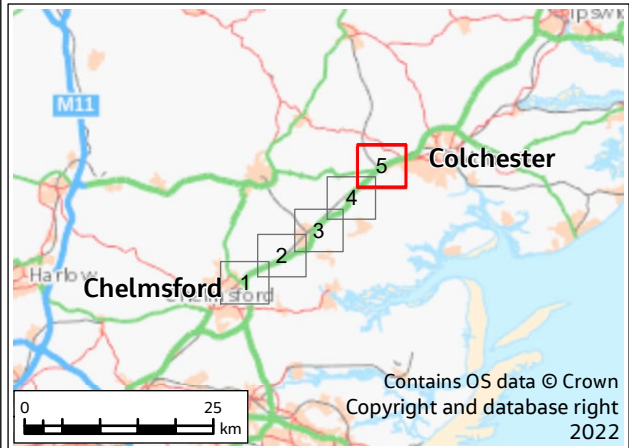 ipswi
M11
5
Colchester
4
3
2
Harlow
Chelmsford 1
Chelmsford
0 25
km
Contains OS data © Crown
Copyright and database right
2022